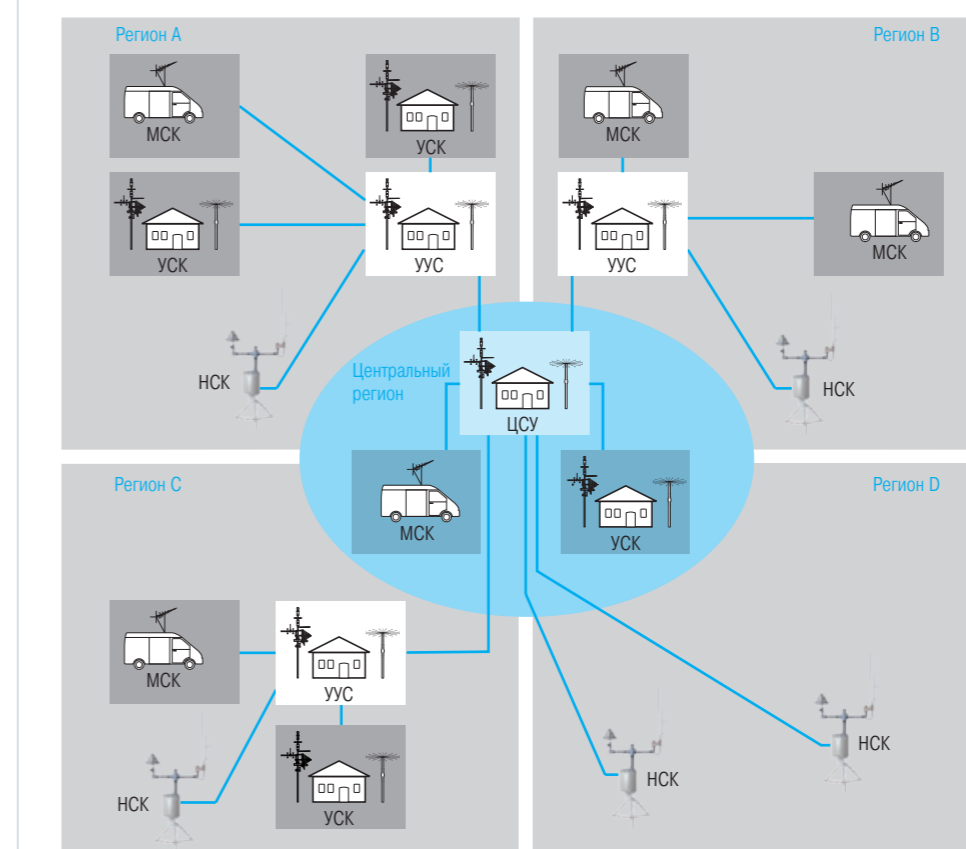 Регион A
Регион B
МСК
УСК
МСК
УСК
УУС
УУС
МСК
НСК
НСК
Центральный
регион
ЦСУ
МСК
УСК
Регион C
Регион D
МСК
УУС
НСК
УСК
НСК
НСК